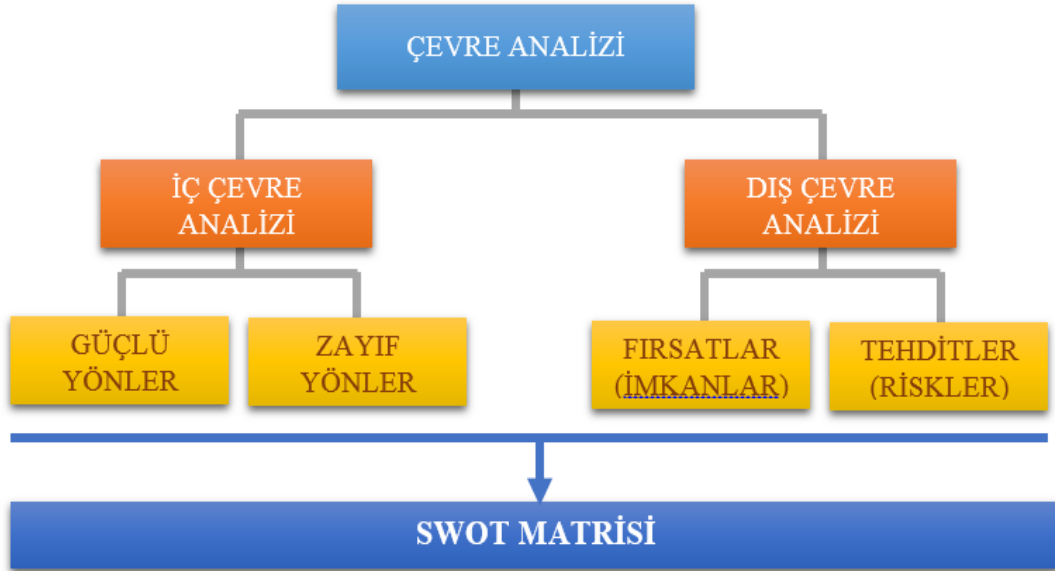 ÇEVRE ANALİZİ
İÇ ÇEVRE
ANALİZİ
DIŞ ÇEVRE
ANALİZİ
GÜÇLÜ
YÖNLER
ZAYIF
YÖNLER
FIRSATLAR
(İMKANLAR)
TEHDİTLER
(RİSKLER)
SWOT MATRİSİ